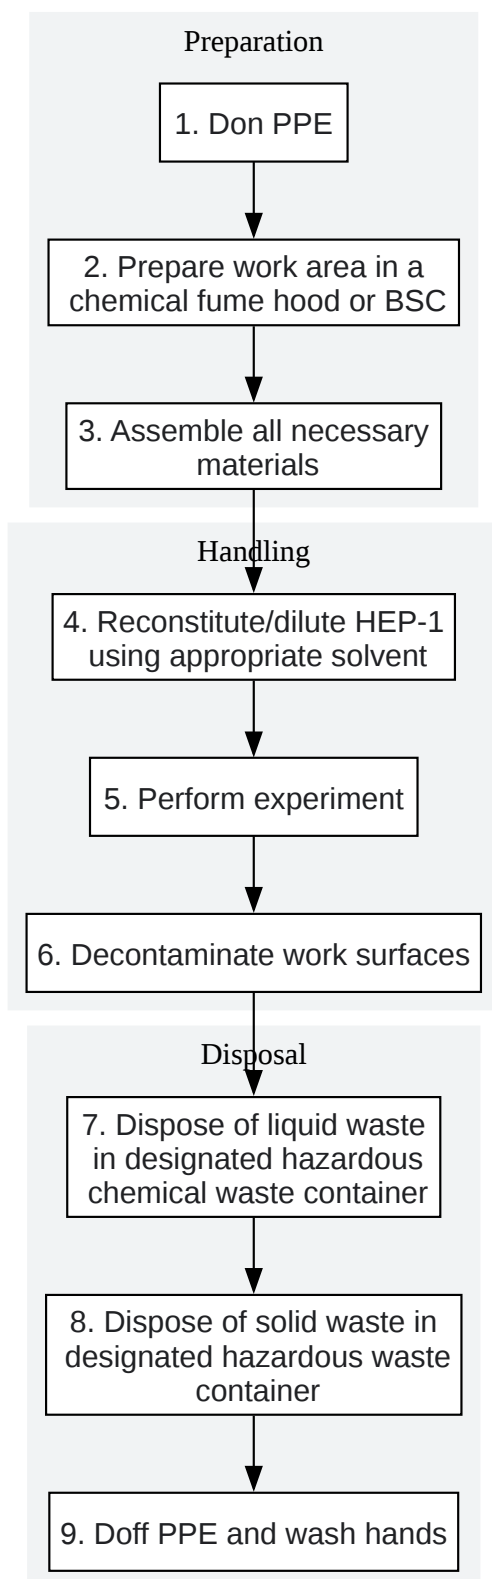 Preparation
1. Don PPE
2. Prepare work area in a
chemical fume hood or BSC
3. Assemble all necessary
materials
Handling
4. Reconstitute/dilute HEP-1
using appropriate solvent
5. Perform experiment
6. Decontaminate work surfaces
Disposal
7. Dispose of liquid waste
in designated hazardous
chemical waste container
8. Dispose of solid waste in
designated hazardous waste
container
9. Doff PPE and wash hands